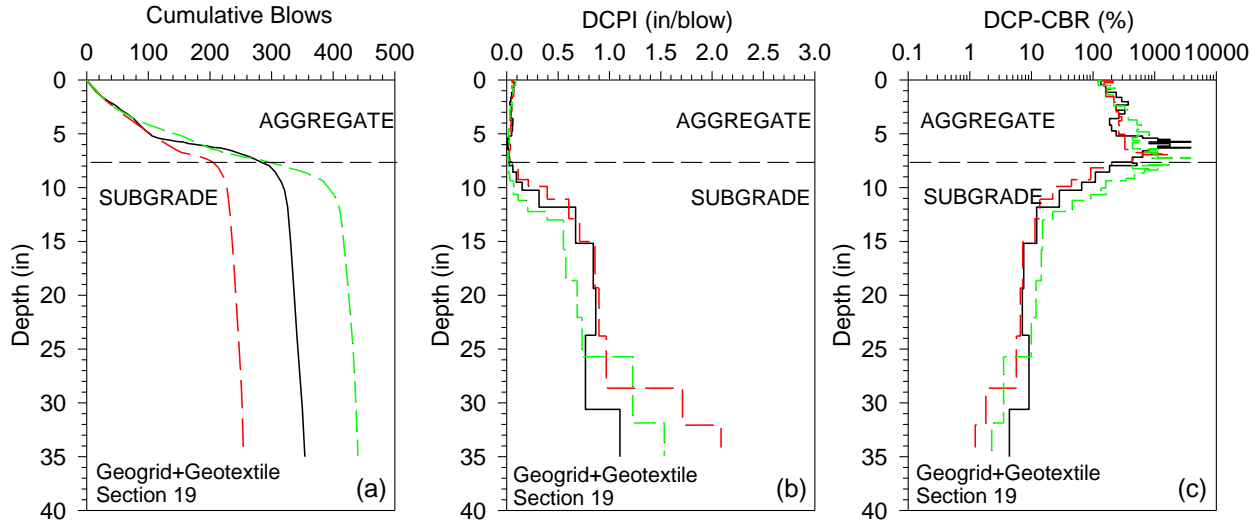 Cumulative Blows
0 100 200 300 400 500
0
5
10
15
20
25
30
35
40
Depth (in)
AGGREGATE
SUBGRADE
Geogrid+Geotextile
Section 19
(a)
DCPI (in/blow)
0.0 0.5 1.0 1.5 2.0 2.5 3.0
0
5
10
15
20
25
30
35
40
Depth (in)
AGGREGATE
SUBGRADE
Geogrid+Geotextile
Section 19
(b)
DCP-CBR (%)
0.1 1 10 100 1000 10000
0
5
10
15
20
25
30
35
40
Depth (in)
AGGREGATE
SUBGRADE
Geogrid+Geotextile
Section 19
(c)